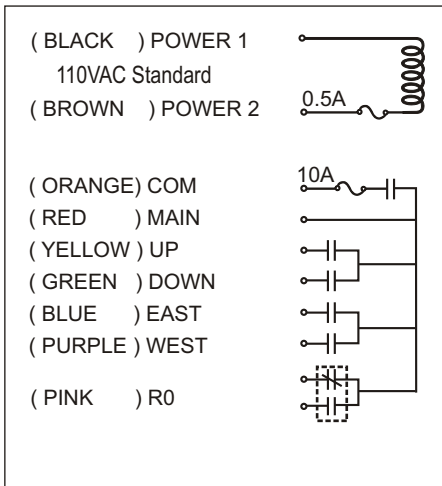 ( BLACK ) POWER 1
110VAC Standard
( BROWN ) POWER 2 0.5A
( ORANGE) COM 10A
( RED ) MAIN
( YELLOW ) UP
( GREEN ) DOWN
( BLUE ) EAST
( PURPLE ) WEST
( PINK ) R0